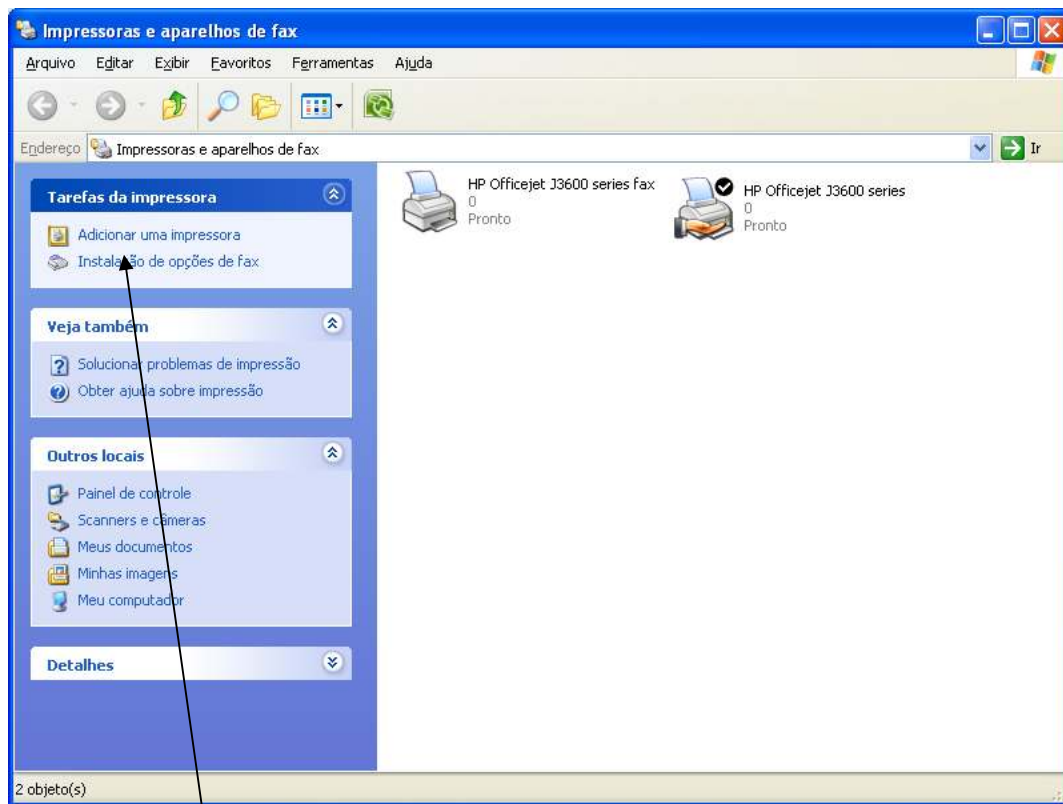 Impressoras e aparelhos de fax
Arquivo Editar Exibir Favoritos Ferramentas Ajuda
Endereço Impressoras e aparelhos de fax Ir
Tarefas da impressora
Adicionar uma impressora
Instalação de opções de fax
Veja também
Solucionar problemas de impressão
Obter ajuda sobre impressão
Outros locais
Painel de controle
Scanners e câmeras
Meus documentos
Minhas imagens
Meu computador
Detalhes
HP Officejet J3600 series fax
0
Pronto
HP Officejet J3600 series
0
Pronto
2 objeto(s)